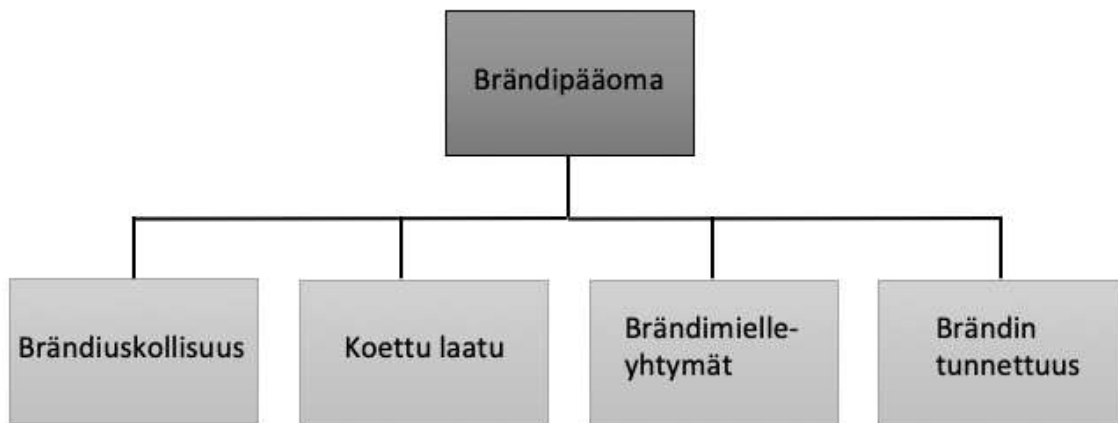 Brändipääoma
Brändiuskollisuus
Koettu laatu
Brändimielle-
yhtymät
Brändin
tunnettuus